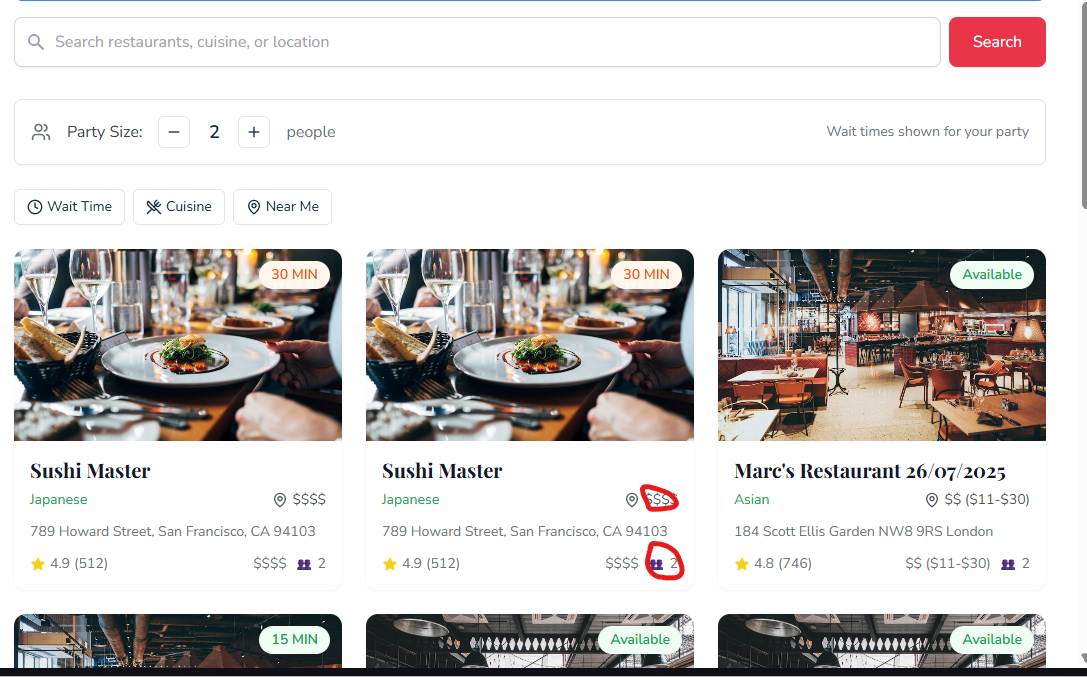 Search restaurants, cuisine, or location
Search
Party Size:
2
people
Wait times shown for your party
Wait Time
Cuisine
Near Me
30 MIN
30 MIN
Available
Sushi Master
Japanese
$$$$
789 Howard Street, San Francisco, CA 94103
4.9 (512)
$$$$
2
Sushi Master
Japanese
$$$$
789 Howard Street, San Francisco, CA 94103
4.9 (512)
$$$$
2
Marc's Restaurant 26/07/2025
Asian
$$ ($11-$30)
184 Scott Ellis Garden NW8 9RS London
4.8 (746)
$$ ($11-$30)
2
15 MIN
Available
Available